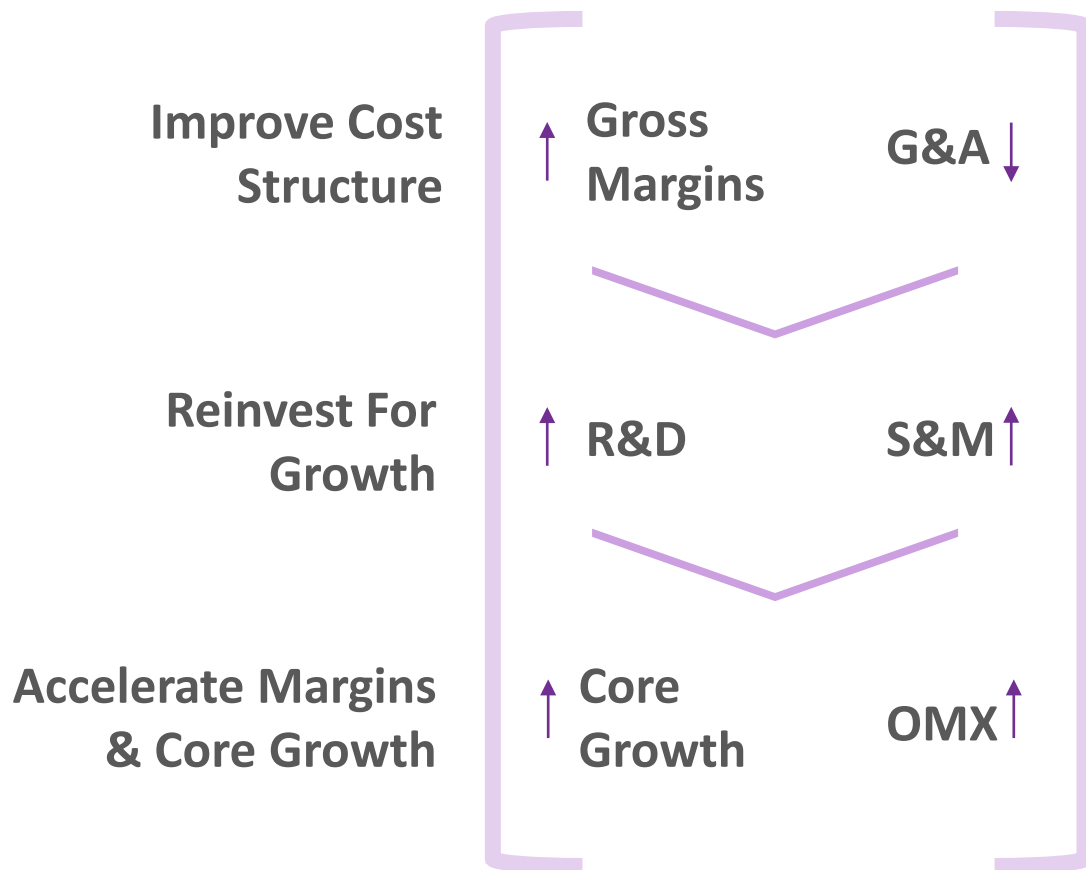 Improve Cost
Structure
Gross
Margins
G&A
Reinvest For
Growth
R&D
S&M
Accelerate Margins
& Core Growth
Core
Growth
OMX